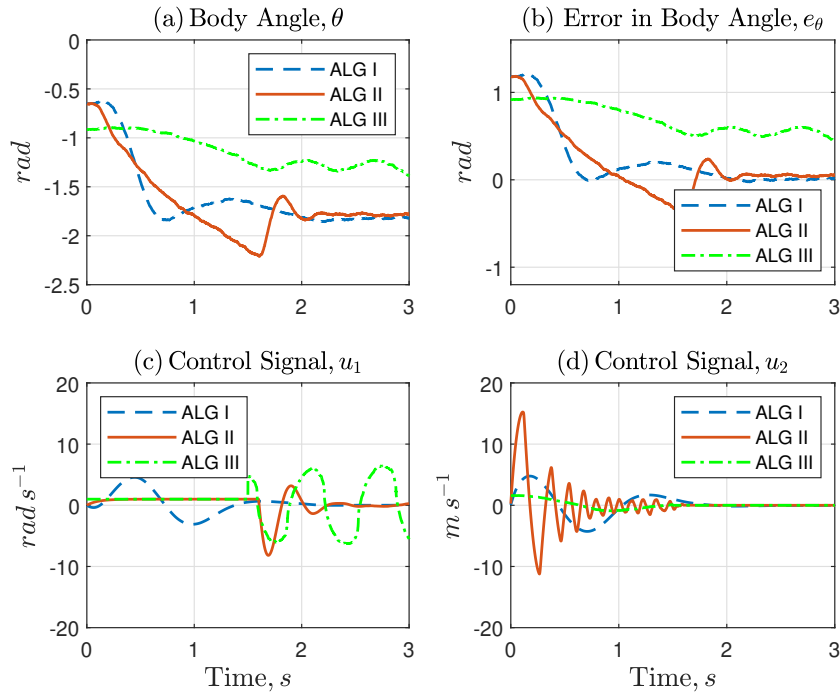 (a) Body Angle, θ
0
-0.5
-1
-1.5
-2
-2.5
rad
ALG I
ALG II
ALG III
0 1 2 3
(b) Error in Body Angle, e_θ
1
0
-1
rad
ALG I
ALG II
ALG III
0 1 2 3
(c) Control Signal, u₁
20
10
0
-10
-20
rad s⁻¹
ALG I
ALG II
ALG III
0 1 2 3
Time, s
(d) Control Signal, u₂
20
10
0
-10
-20
m s⁻¹
ALG I
ALG II
ALG III
0 1 2 3
Time, s